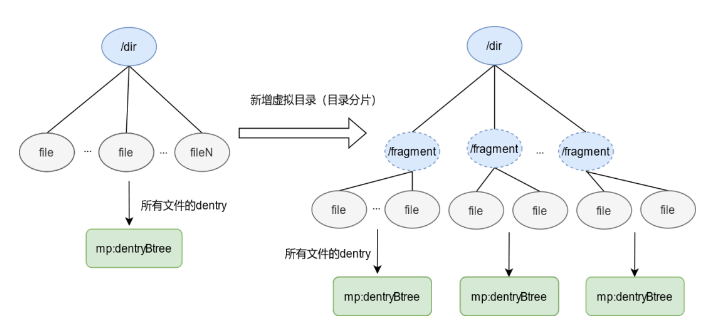 /dir
/dir
新增虚拟目录（目录分片）
file
...
file
...
fileN
/fragment
/fragment
...
/fragment
所有文件的dentry
file
...
file
file
file
file
file
mp:dentryBtree
所有文件的dentry
mp:dentryBtree
mp:dentryBtree
mp:dentryBtree